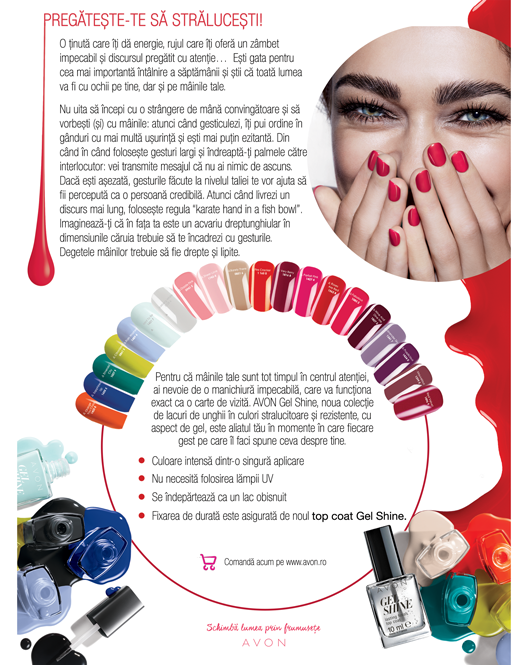 PREGĂTEȘTE-TE SĂ STRĂLUCEȘTI!
O ținută care îți dă energie, rujul care îți oferă un zâmbet
impecabil și discursul pregătit cu atenție… Ești gata pentru
cea mai importantă întâlnire a săptămânii și știi că toată lumea
va fi cu ochii pe tine, dar și pe mâinile tale.
Nu uita să începi cu o strângere de mână convingătoare și să
vorbești (și) cu mâinile: atunci când gesticulezi, îți pui ordine în
gânduri cu mai multă ușurință și ești mai puțin ezitantă. Din
când în când folosește gesturi largi și îndreaptă-ți palmele către
interlocutor: vei transmite mesajul că nu ai nimic de ascuns.
Dacă ești așezată, gesturile făcute la nivelul taliei te vor ajuta să
fii percepută ca o persoană credibilă. Atunci când livrezi un
discurs mai lung, folosește regula “karate hand in a fish bowl”.
Imaginează-ți că în fața ta este un acvariu dreptunghiular în
dimensiunile căruia trebuie să te încadrezi cu gesturile.
Degetele mâinilor trebuie să fie drepte și lipite.
Pentru că mâinile tale sunt tot timpul în centrul atenției,
ai nevoie de o manichiură impecabilă, care va funcționa
exact ca o carte de vizită. AVON Gel Shine, noua colecție
de lacuri de unghii în culori stralucitoare și rezistente, cu
aspect de gel, este aliatul tău în momente în care fiecare
gest pe care îl faci spune ceva despre tine.
Culoare intensă dintr-o singură aplicare
Nu necesită folosirea lămpii UV
Se îndepărtează ca un lac obisnuit
Fixarea de durată este asigurată de noul top coat Gel Shine.
Comandă acum pe www.avon.ro
AVON
GEL
SHINE
10 ml e
Schimbă lumea prin frumusețe
AVON